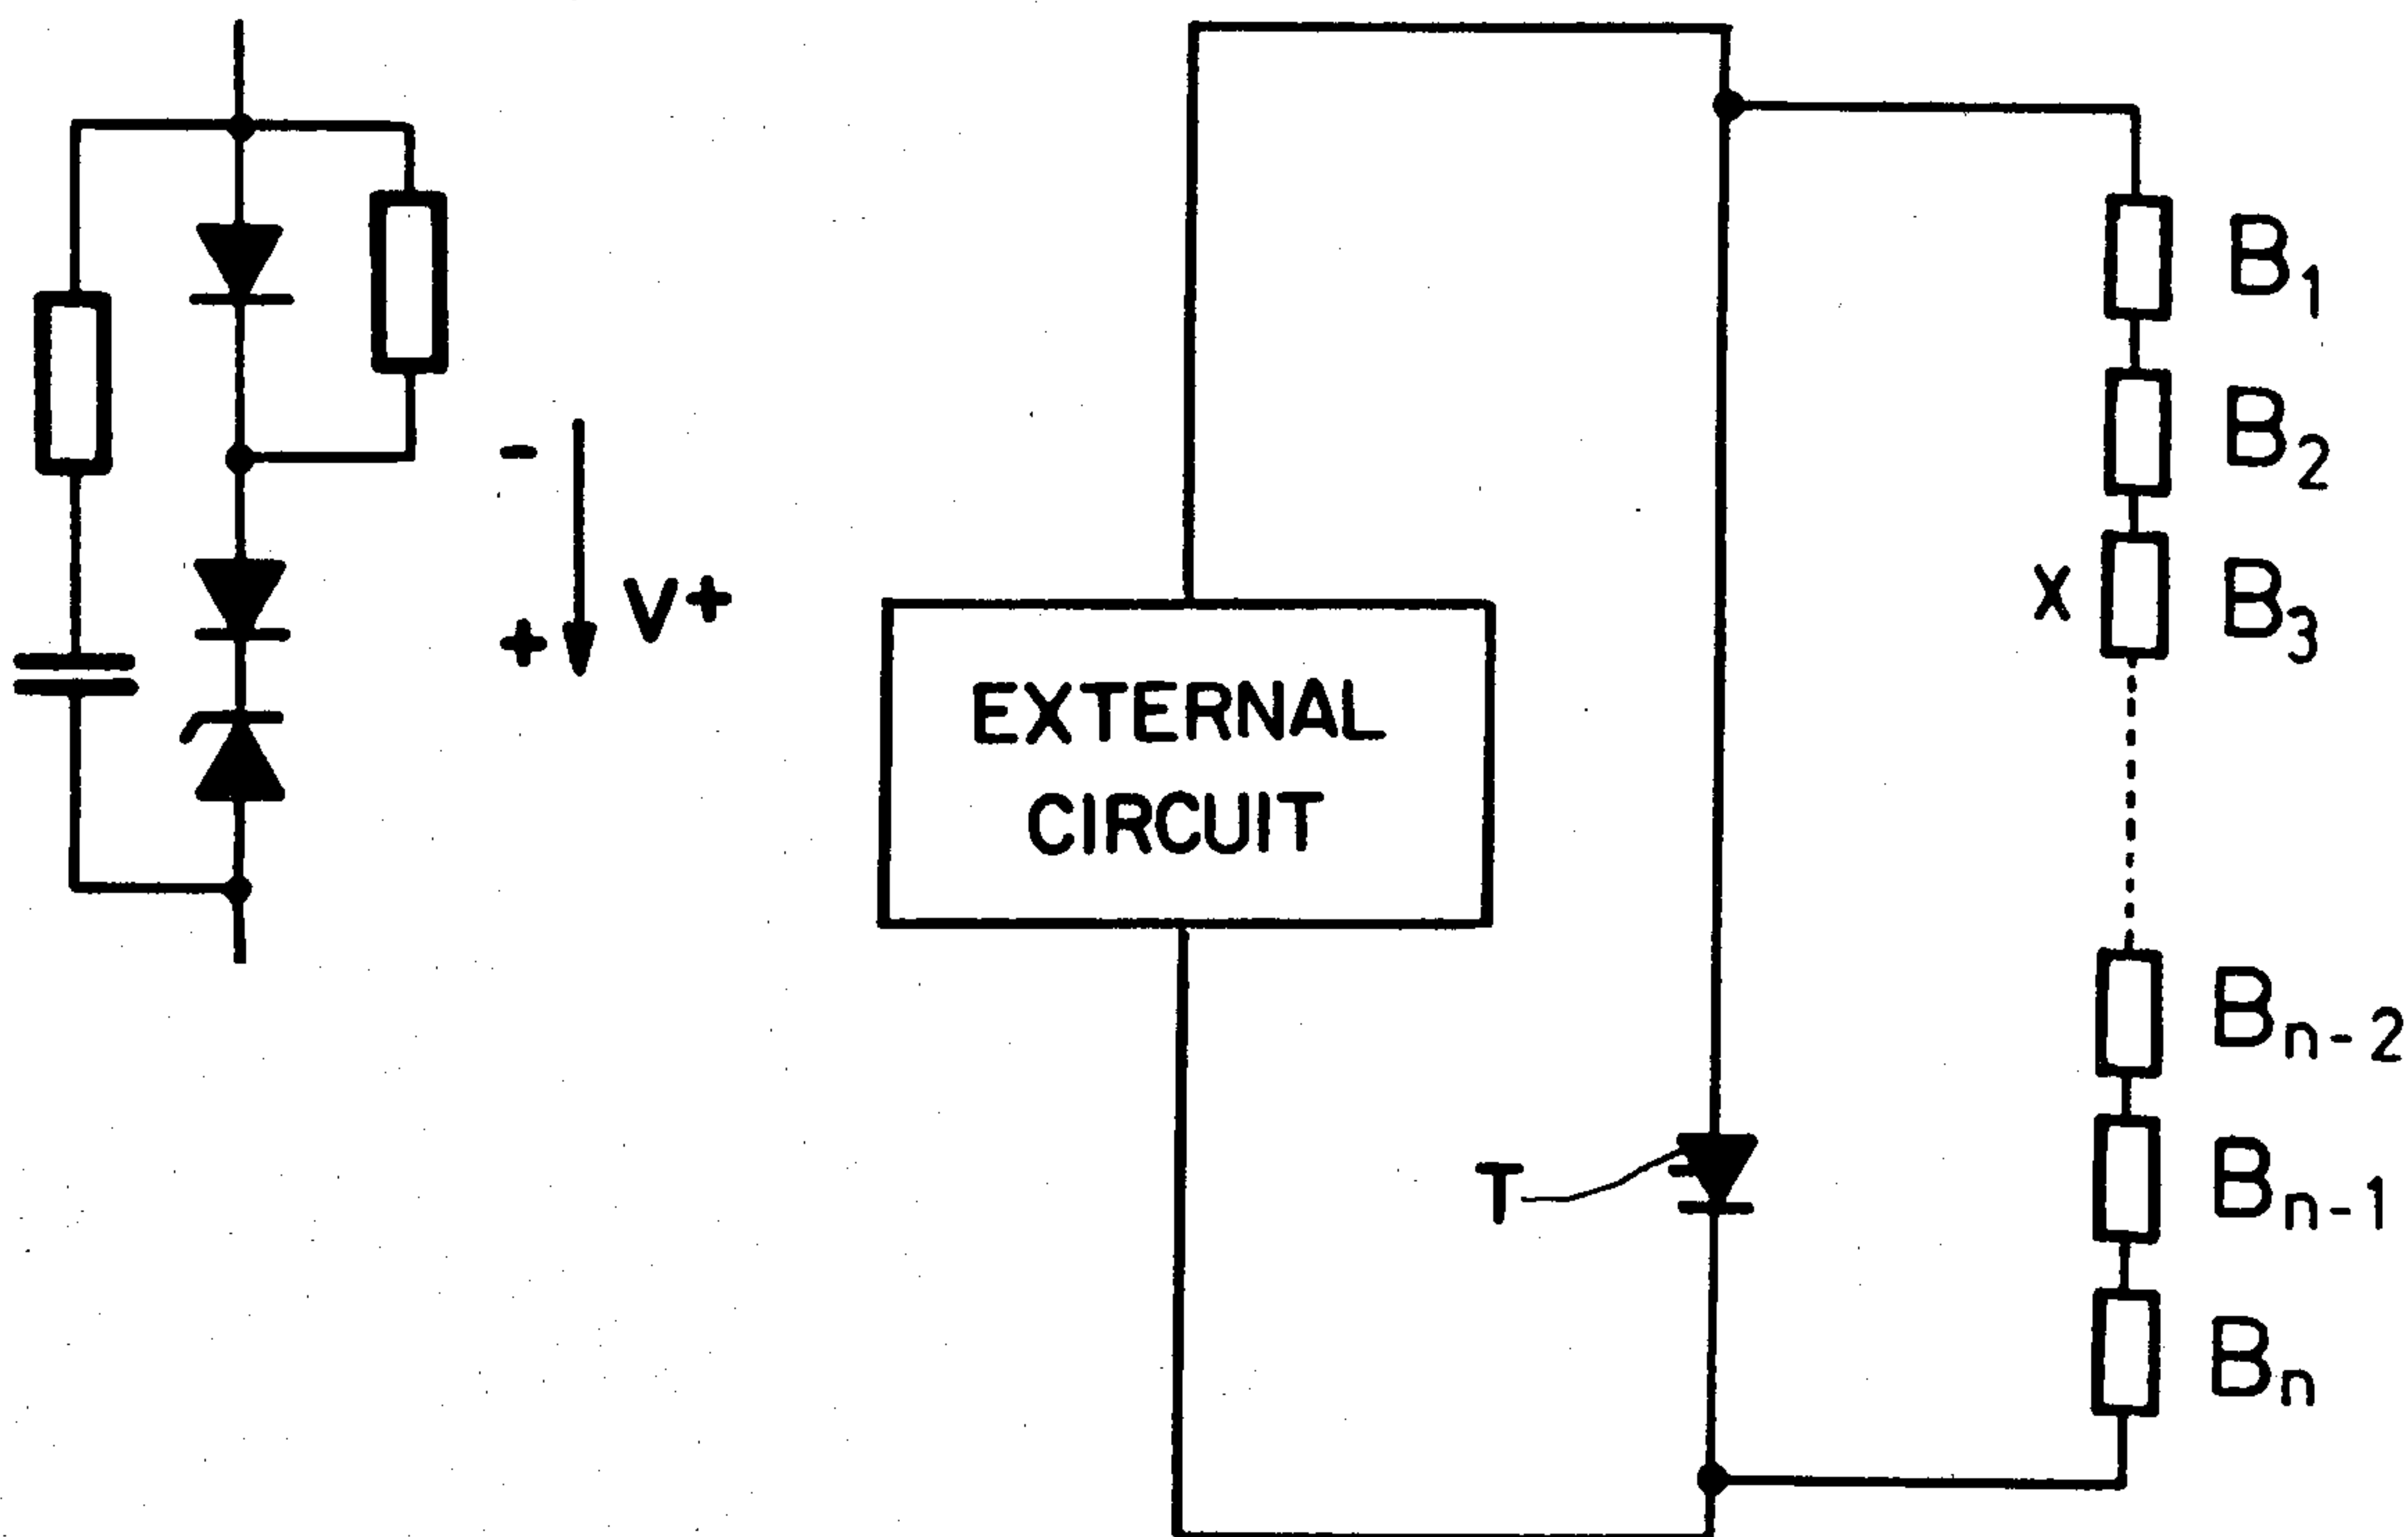 -
+ V+
EXTERNAL
CIRCUIT
T
B1
B2
X B3
Bn-2
Bn-1
Bn